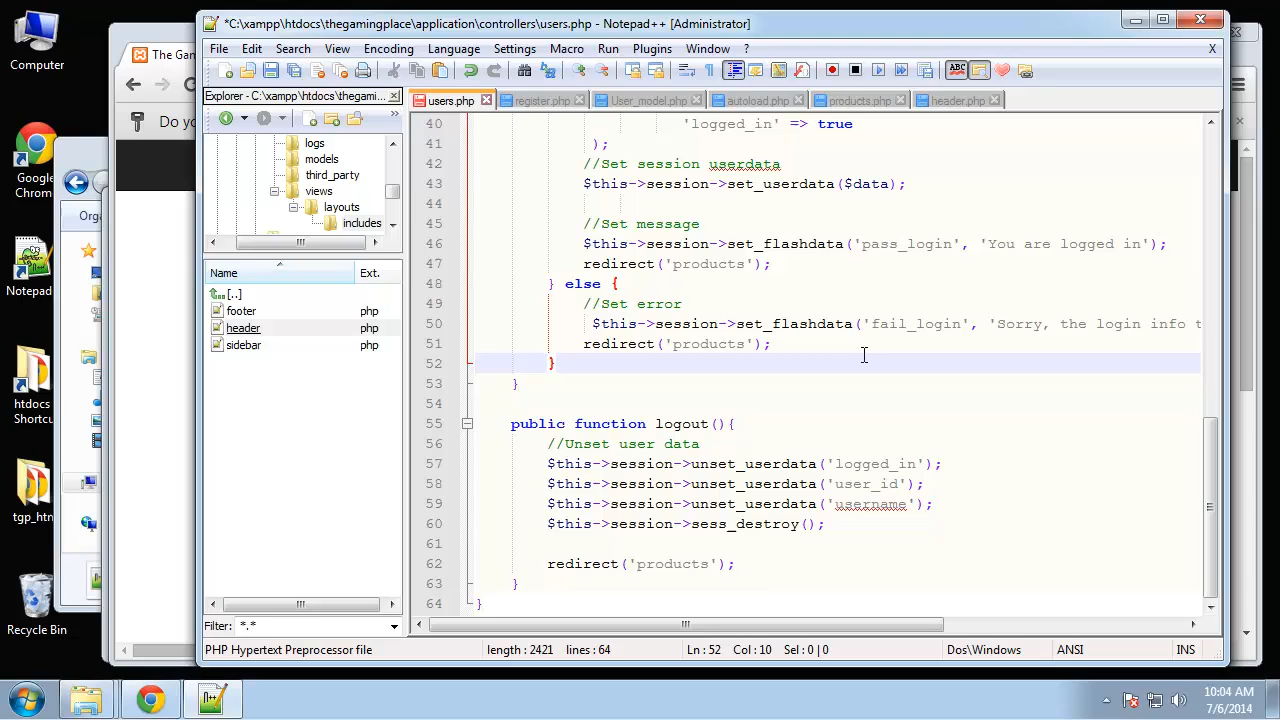 *C:\xampp\htdocs\thegamingplace\application\controllers\users.php - Notepad++ [Administrator]
File Edit Search View Encoding Language Settings Macro Run Plugins Window ? X
Computer
The Gam
Explorer - C:\xampp\htdocs\thegaming...
users.php register.php User_model.php autoload.php products.php header.php
Do yo
Google
Chrom
Orga
Notepad
htdocs
Shortcu
tgp_htn
Recycle Bin
logs
models
third_party
views
layouts
includes
Name Ext.
[..]
footer php
header php
sidebar php
Filter: *.*
40 'logged_in' => true
41 );
42 //Set session userdata
43 $this->session->set_userdata($data);
44
45 //Set message
46 $this->session->set_flashdata('pass_login', 'You are logged in');
47 redirect('products');
48 } else {
49 //Set error
50 $this->session->set_flashdata('fail_login', 'Sorry, the login info t
51 redirect('products');
52 }
53 }
54
55 public function logout(){
56 //Unset user data
57 $this->session->unset_userdata('logged_in');
58 $this->session->unset_userdata('user_id');
59 $this->session->unset_userdata('username');
60 $this->session->sess_destroy();
61
62 redirect('products');
63 }
64 }
PHP Hypertext Preprocessor file length : 2421 lines : 64 Ln : 52 Col : 10 Sel : 0 | 0 Dos\Windows ANSI INS
10:04 AM
7/6/2014